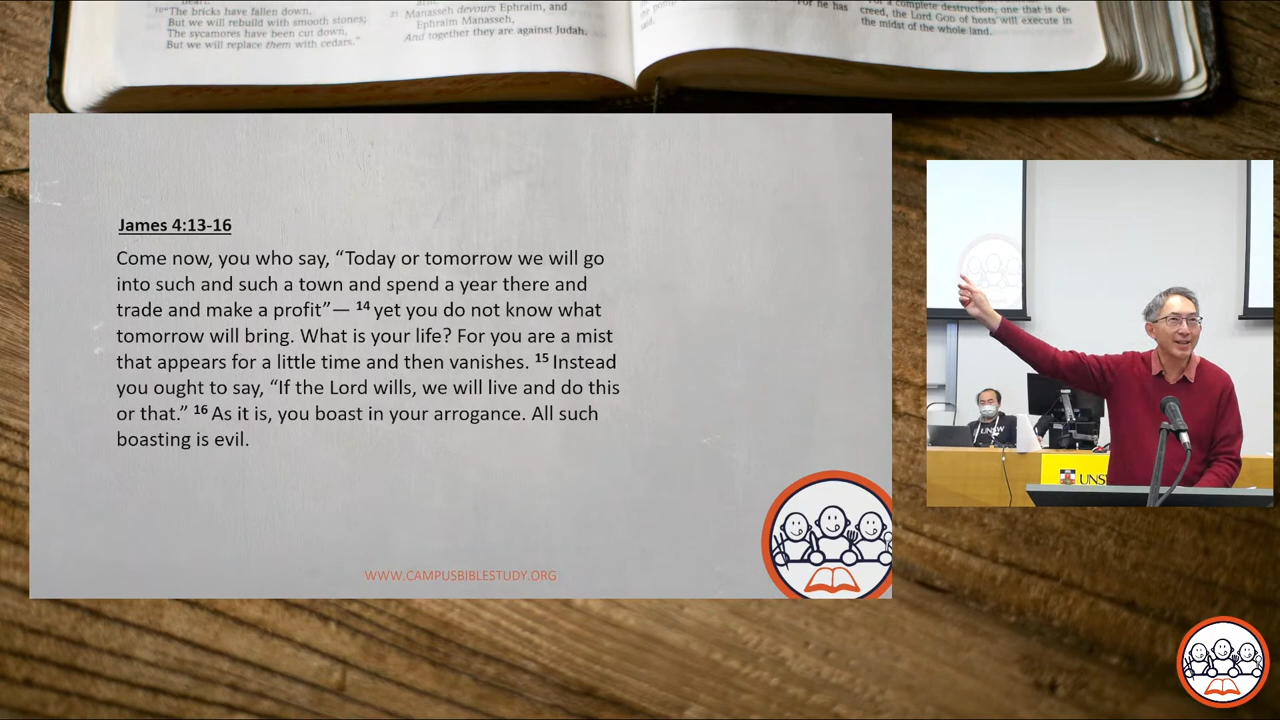 10"The bricks have fallen down,
But we will rebuild with smooth stones;
The sycamores have been cut down,
But we will replace them with cedars."
21 Manasseh devours Ephraim, and
Ephraim Manasseh,
And together they are against Judah.
For he has
a complete destruction, one that is de-
creed, the Lord GOD of hosts will execute in
the midst of the whole land.
James 4:13-16
Come now, you who say, “Today or tomorrow we will go
into such and such a town and spend a year there and
trade and make a profit”— 14 yet you do not know what
tomorrow will bring. What is your life? For you are a mist
that appears for a little time and then vanishes. 15 Instead
you ought to say, “If the Lord wills, we will live and do this
or that.” 16 As it is, you boast in your arrogance. All such
boasting is evil.
WWW.CAMPUSBIBLESTUDY.ORG
UNSW
UNS